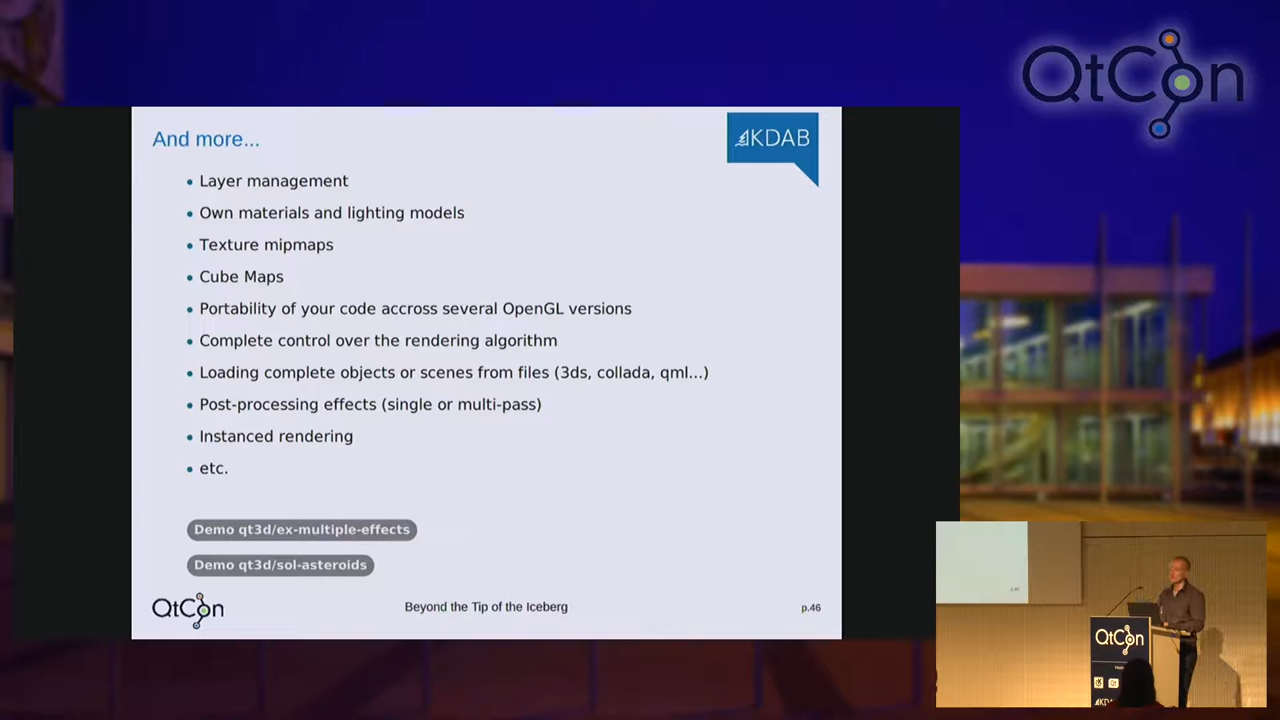 QtCon
And more...
KDAB
Layer management
Own materials and lighting models
Texture mipmaps
Cube Maps
Portability of your code accross several OpenGL versions
Complete control over the rendering algorithm
Loading complete objects or scenes from files (3ds, collada, qml...)
Post-processing effects (single or multi-pass)
Instanced rendering
etc.
Demo qt3d/ex-multiple-effects
Demo qt3d/sol-asteroids
QtCon
Beyond the Tip of the Iceberg
p.46
QtCon
Qt
KDAB